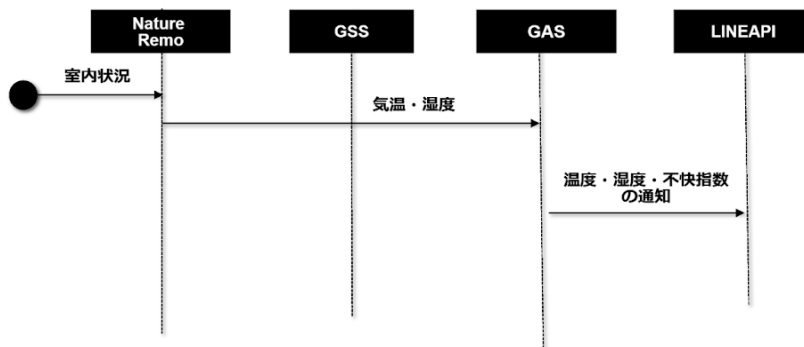 Nature
Remo
GSS
GAS
LINEAPI
室内状況
気温・湿度
温度・湿度・不快指数
の通知